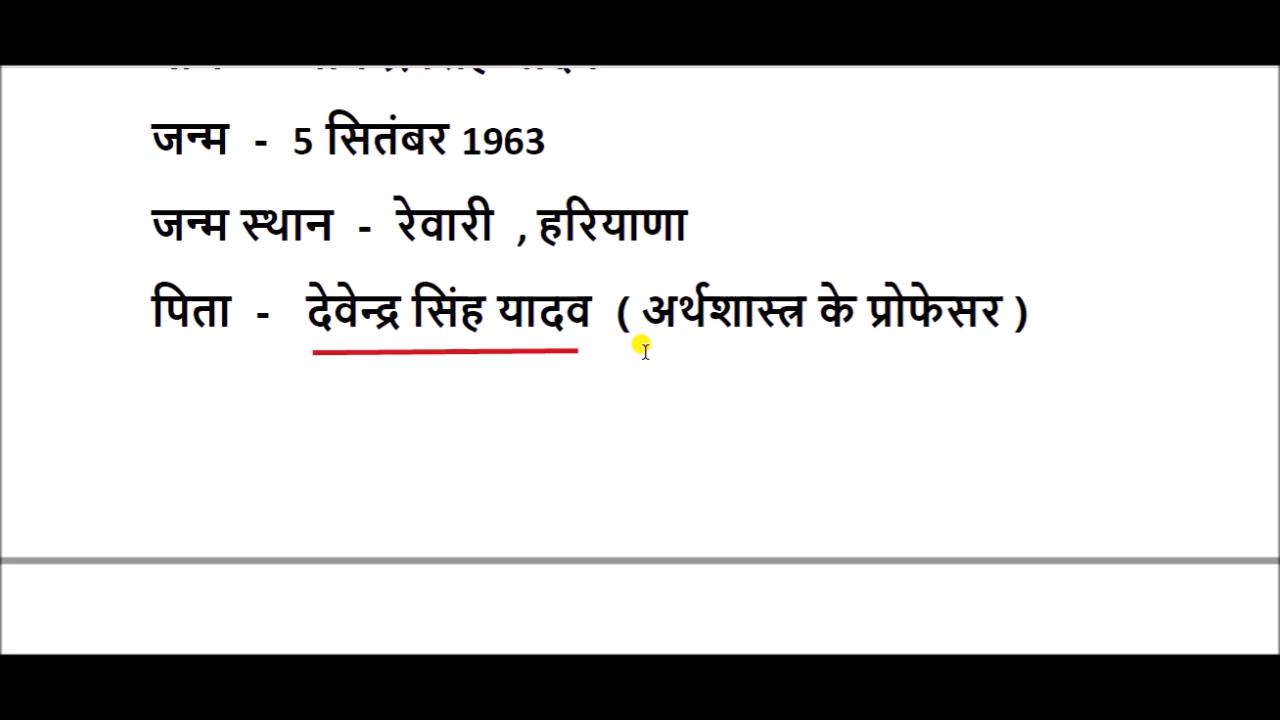 जन्म - 5 सितंबर 1963
जन्म स्थान - रेवारी , हरियाणा
पिता - देवेन्द्र सिंह यादव ( अर्थशास्त्र के प्रोफेसर )